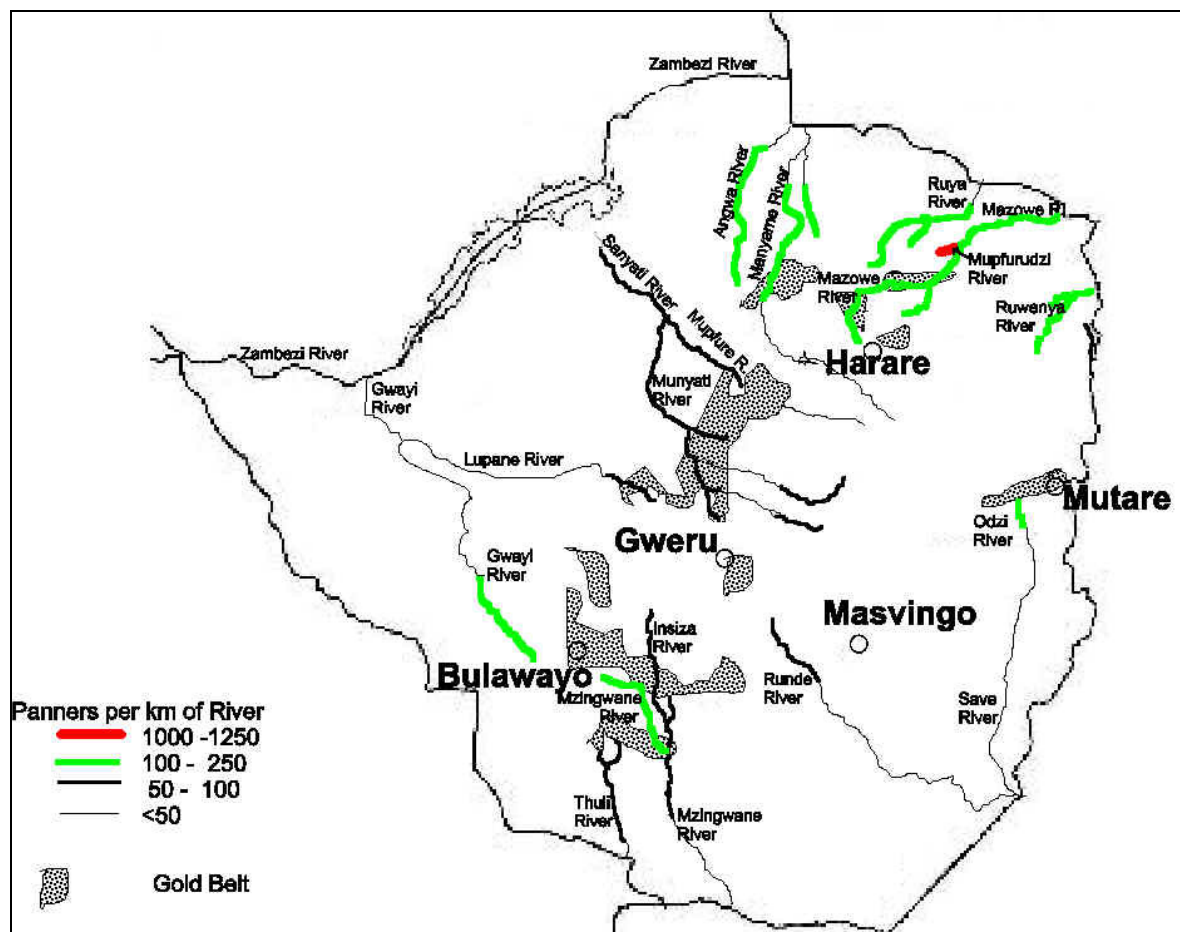 Zambezi River
Angwa River
Manyame River
Ruya
River
Mazowe R1
Mupfurudzi
River
Mazowe
River
Ruwenya
River
Sanyati River
Mupfure R.
Harare
Zambezi River
Gwayi
River
Munyati
River
Lupane River
Mutare
Odzi
River
Gweru
Gwayi
River
Masvingo
Insiza
River
Bulawayo
Mzingwane
River
Runde
River
Save
River
Thuli
River
Mzingwane
River
Panners per km of River
1000 -1250
100 - 250
50 - 100
<50
Gold Belt